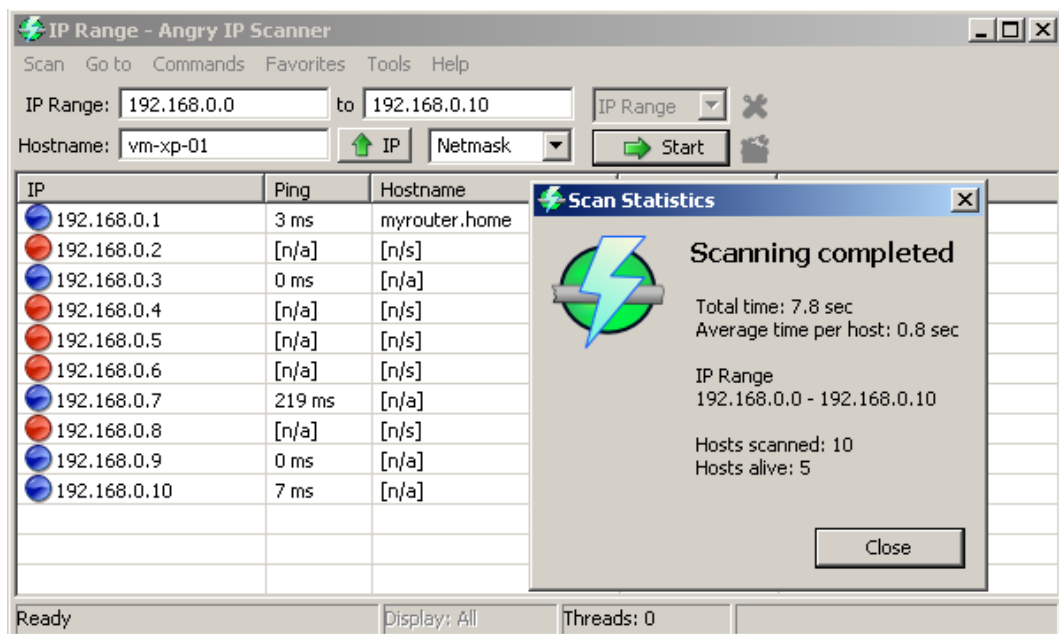 IP Range - Angry IP Scanner
Scan Go to Commands Favorites Tools Help
IP Range: 192.168.0.0 to 192.168.0.10 IP Range
Hostname: vm-xp-01 IP Netmask Start
IP Ping Hostname
192.168.0.1 3 ms myrouter.home
192.168.0.2 [n/a] [n/s]
192.168.0.3 0 ms [n/a]
192.168.0.4 [n/a] [n/s]
192.168.0.5 [n/a] [n/s]
192.168.0.6 [n/a] [n/s]
192.168.0.7 219 ms [n/a]
192.168.0.8 [n/a] [n/s]
192.168.0.9 0 ms [n/a]
192.168.0.10 7 ms [n/a]
Scan Statistics
Scanning completed
Total time: 7.8 sec
Average time per host: 0.8 sec
IP Range
192.168.0.0 - 192.168.0.10
Hosts scanned: 10
Hosts alive: 5
Close
Ready Display: All Threads: 0